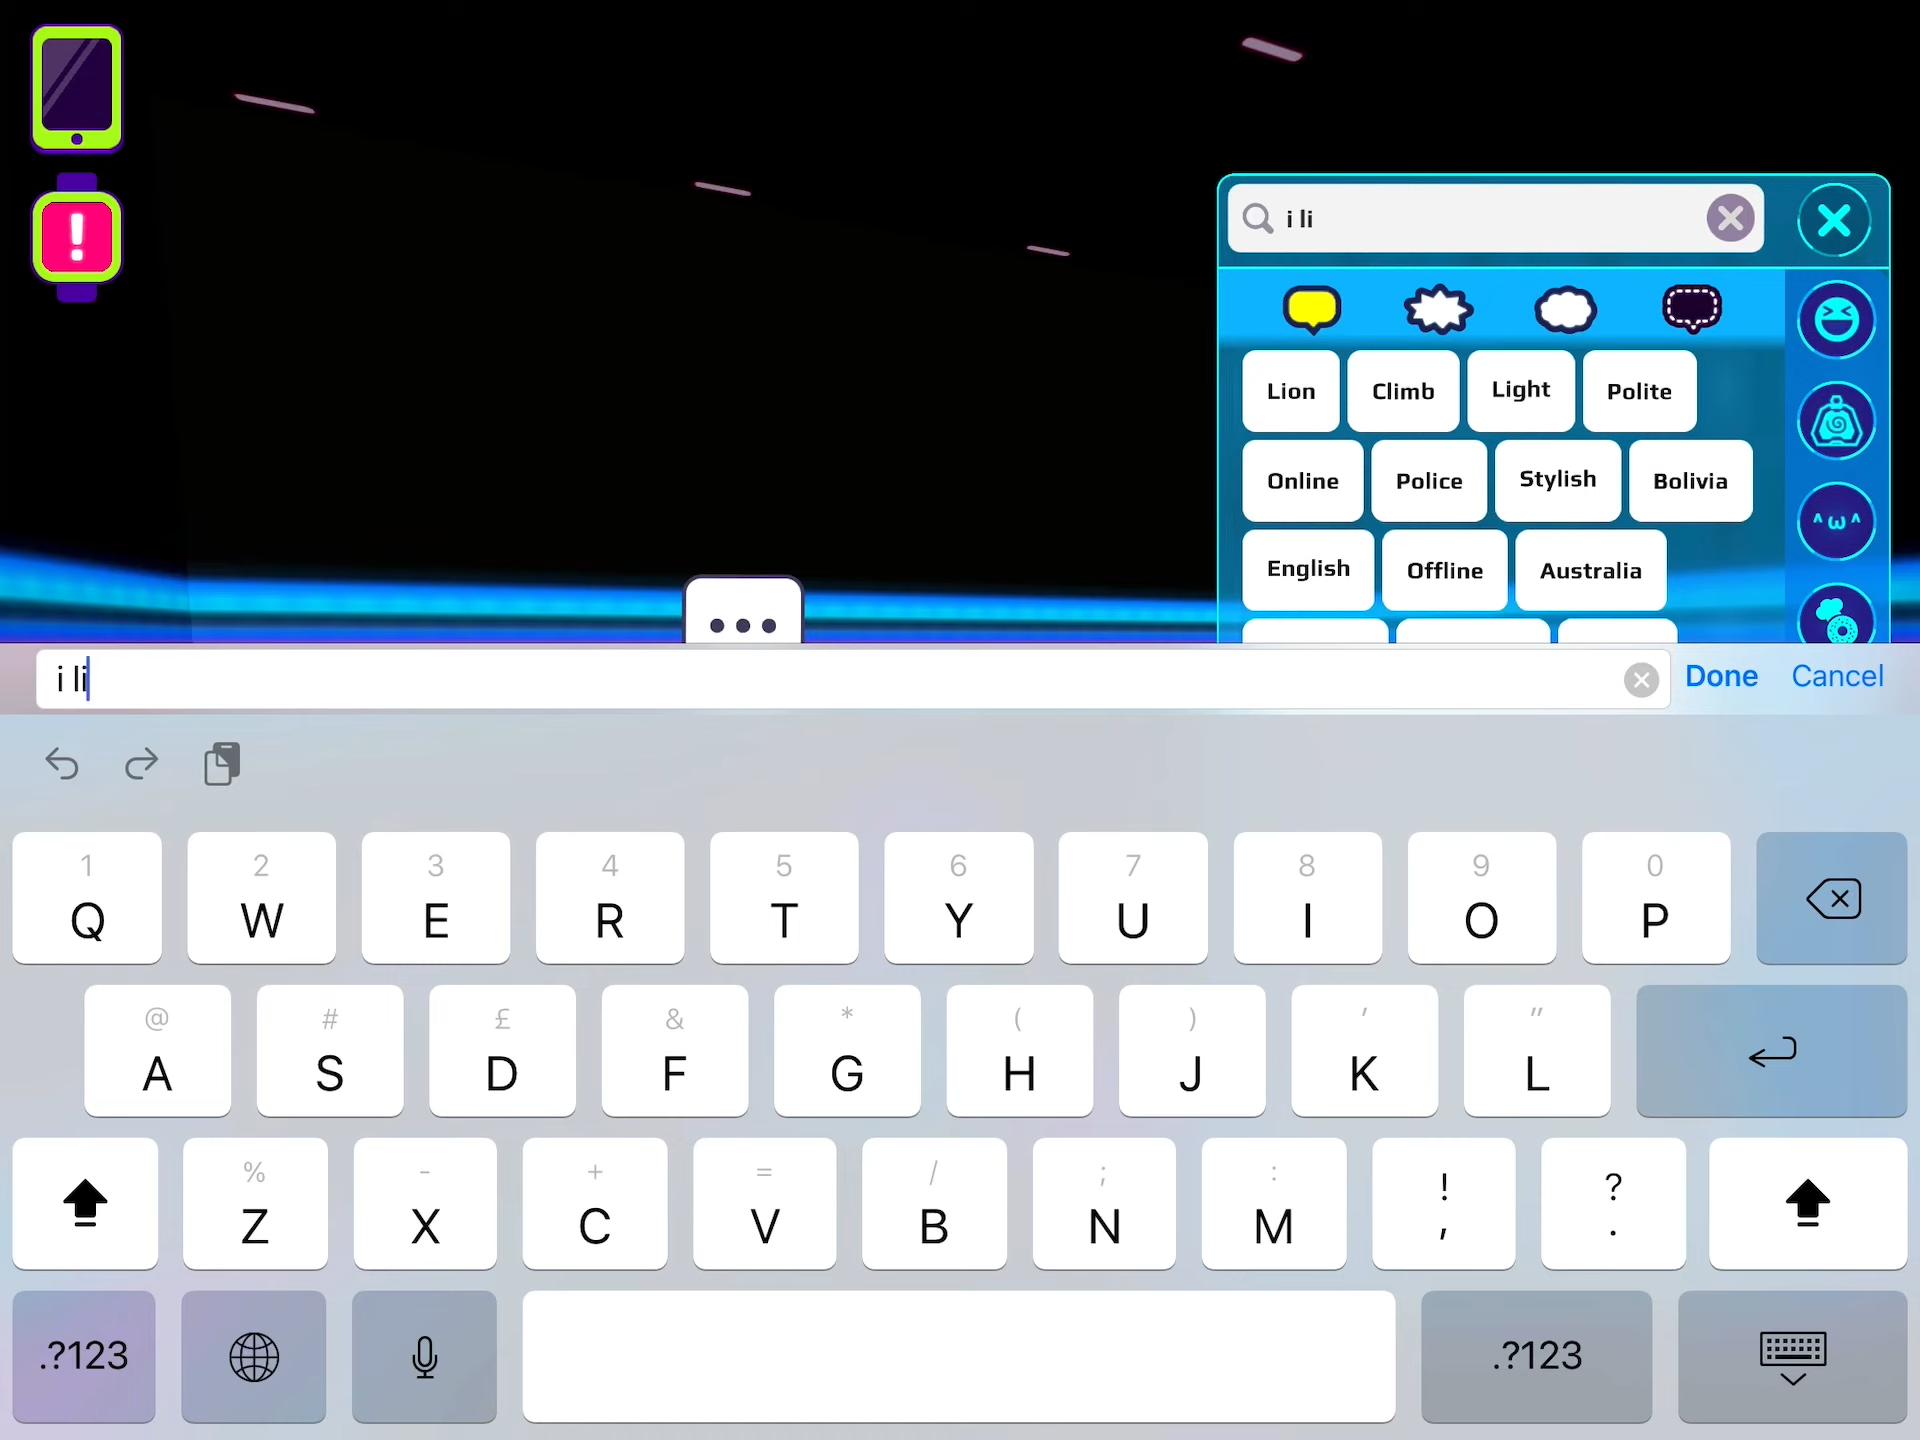 !
i li
Lion Climb Light Polite
Online Police Stylish Bolivia
^ω^
English Offline Australia
i li Done Cancel
1 2 3 4 5 6 7 8 9 0
Q W E R T Y U I O P
@ # £ & * ( ) ' "
A S D F G H J K L
% - + = / ; : ! ?
Z X C V B N M , .
.?123 .?123